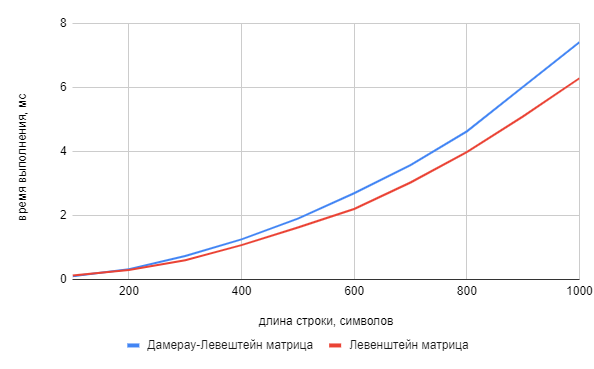 8
6
4
2
0
время выполнения, мс
200
400
600
800
1000
длина строки, символов
Дамерау-Левештейн матрица
Левенштейн матрица